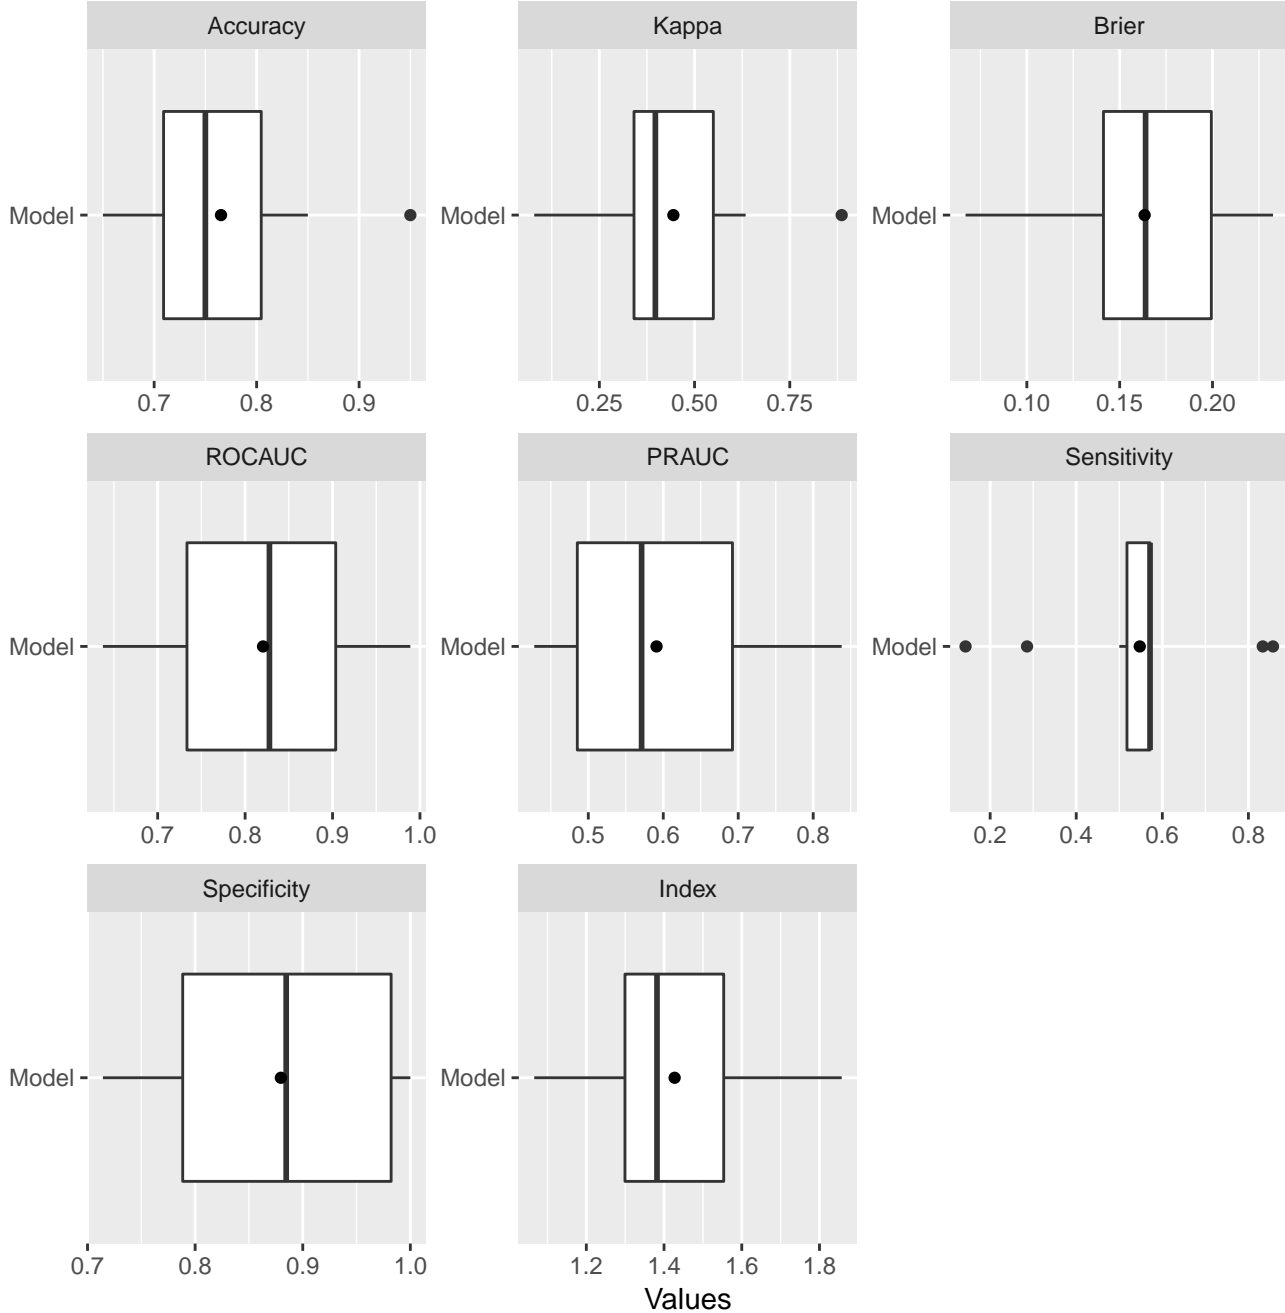 Accuracy Kappa Brier
Model Model Model
0.7 0.8 0.9 0.25 0.50 0.75 0.10 0.15 0.20
ROCAUC PRAUC Sensitivity
Model Model Model
0.7 0.8 0.9 1.0 0.5 0.6 0.7 0.8 0.2 0.4 0.6 0.8
Specificity Index
Model Model
0.7 0.8 0.9 1.0 1.2 1.4 1.6 1.8
Values